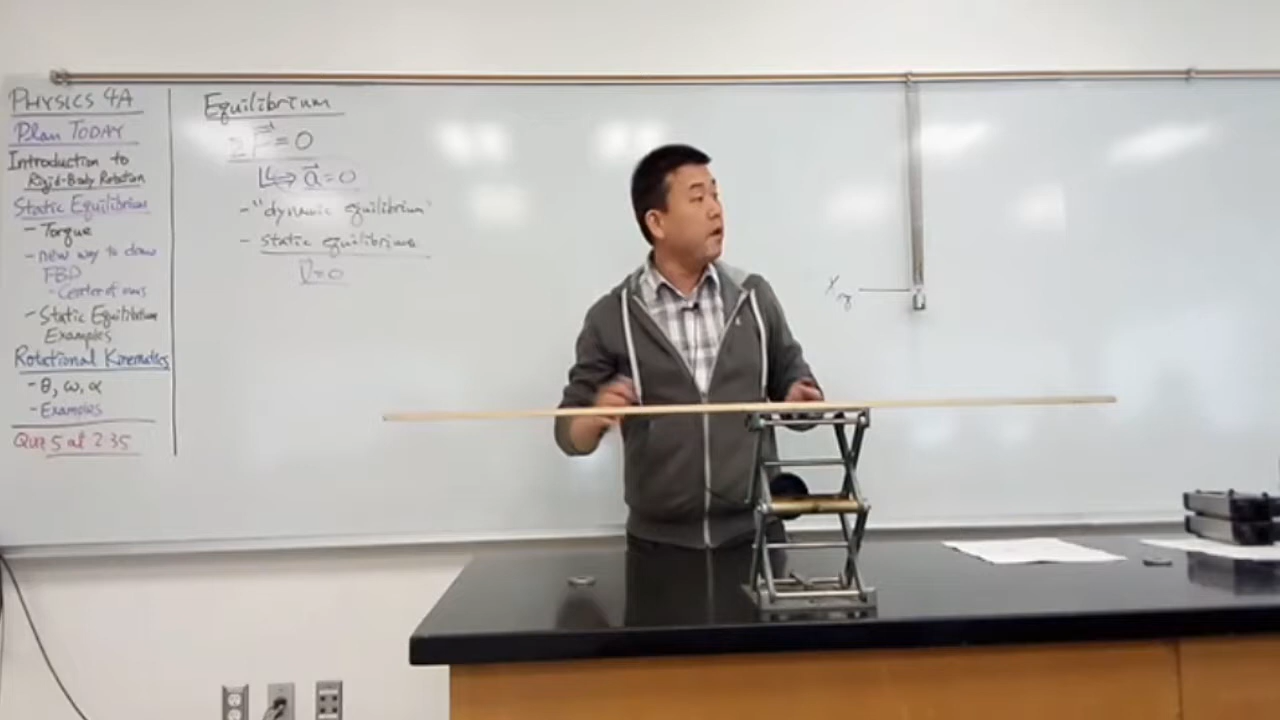 PHYSICS 4A
Plan TODAY
Introduction to
Rigid-Body Rotation
Static Equilibrium
- Torque
- new way to draw
FBD
- Center of mass
- Static Equilibrium
Examples
Rotational Kinematics
- θ, ω, α
- Examples
Quiz 5 at 2:35
Equilibrium
ΣF⃗ = 0
↳ a⃗ = 0
- "dynamic equilibrium"
- static equilibrium
v⃗ = 0